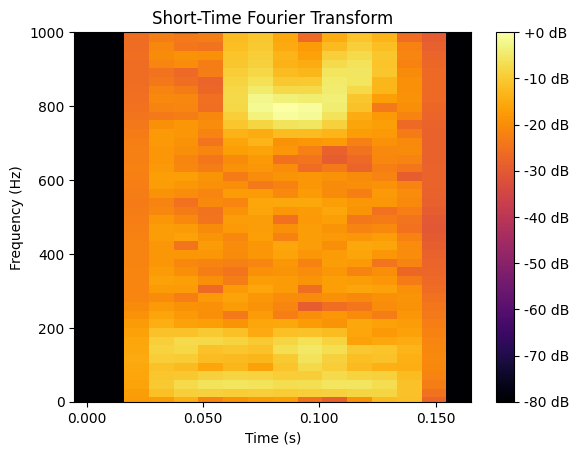 Short-Time Fourier Transform
1000
800
600
400
200
0
Frequency (Hz)
0.000
0.050
0.100
0.150
Time (s)
+0 dB
-10 dB
-20 dB
-30 dB
-40 dB
-50 dB
-60 dB
-70 dB
-80 dB